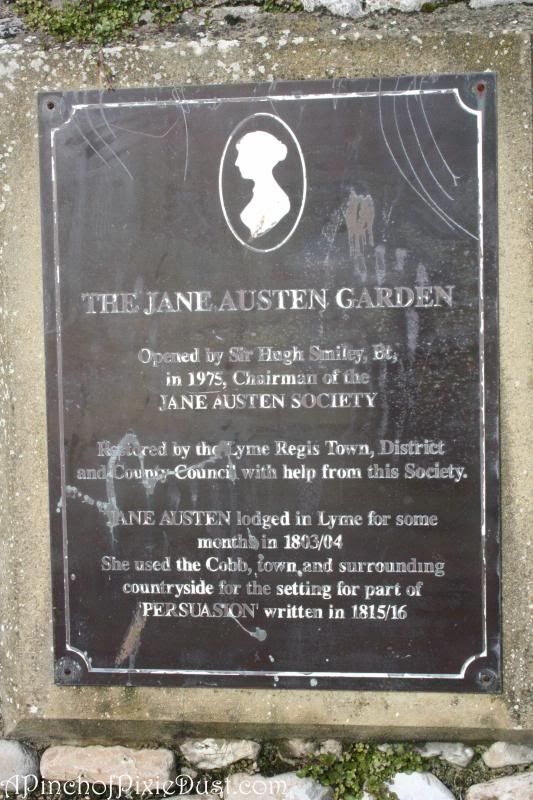 THE JANE AUSTEN GARDEN
Opened by Sir Hugh Smiley, Bt,
in 1975, Chairman of the
JANE AUSTEN SOCIETY
Restored by the Lyme Regis Town, District
and County Council with help from this Society.
JANE AUSTEN lodged in Lyme for some
months in 1803/04
She used the Cobb, town and surrounding
countryside for the setting for part of
'PERSUASION' written in 1815/16
APinchofPixieDust.com